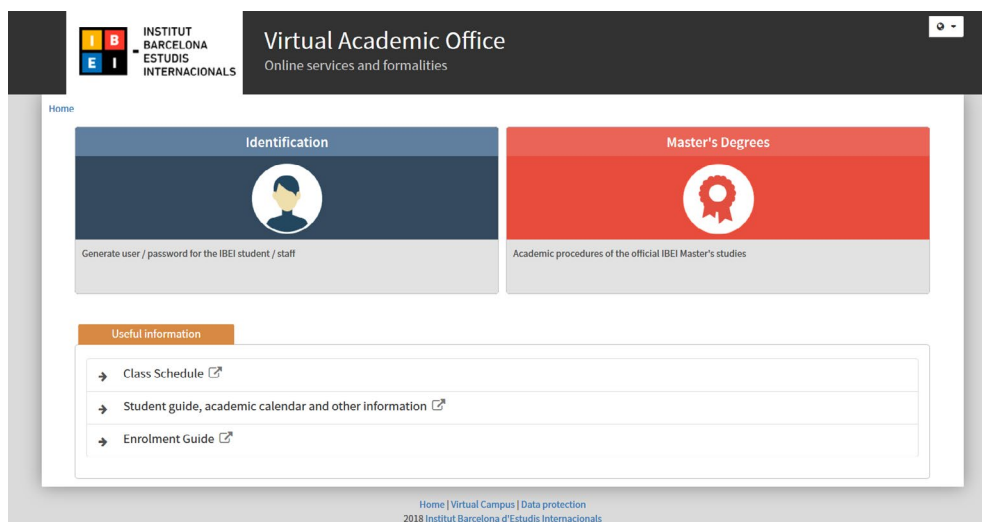 I B
E I
INSTITUT
BARCELONA
ESTUDIS
INTERNACIONALS
Virtual Academic Office
Online services and formalities
Home
Identification
Master's Degrees
Generate user / password for the IBEI student / staff
Academic procedures of the official IBEI Master's studies
Useful information
Class Schedule
Student guide, academic calendar and other information
Enrolment Guide
Home | Virtual Campus | Data protection
2018 Institut Barcelona d'Estudis Internacionals